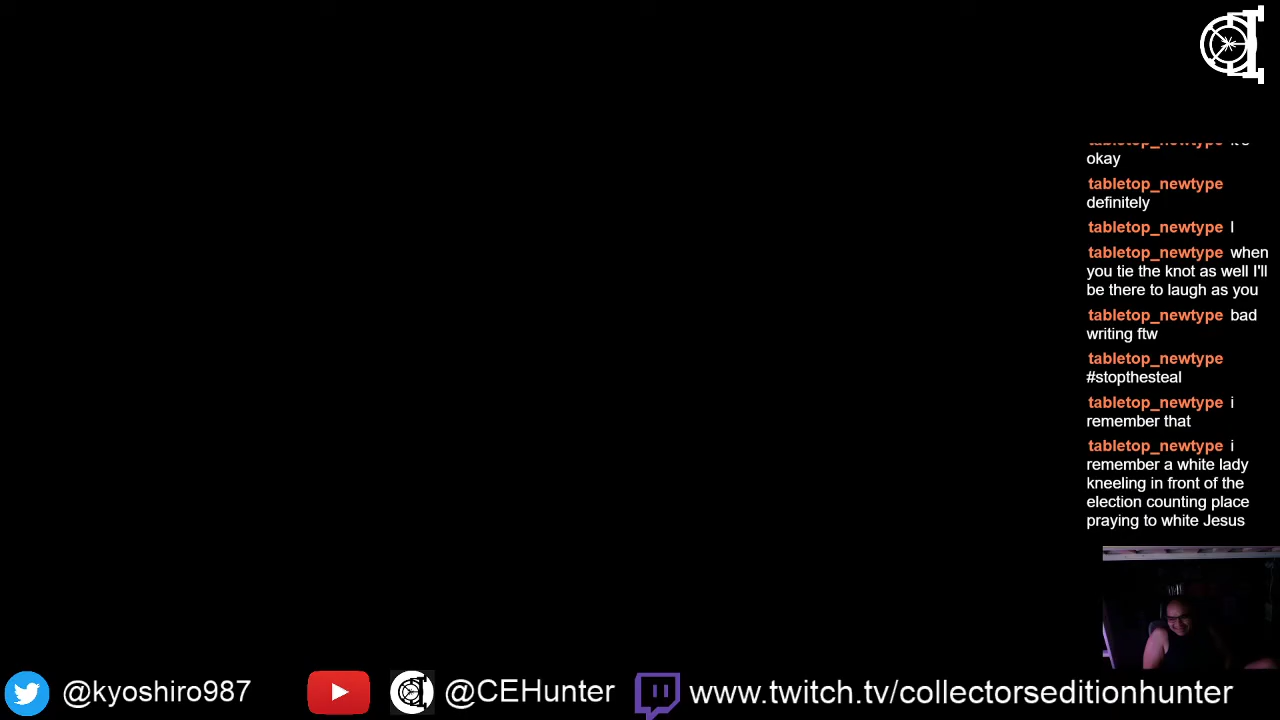 tabletop_newtype it's
okay
tabletop_newtype
definitely
tabletop_newtype I
tabletop_newtype when
you tie the knot as well I'll
be there to laugh as you
tabletop_newtype bad
writing ftw
tabletop_newtype
#stopthesteal
tabletop_newtype i
remember that
tabletop_newtype i
remember a white lady
kneeling in front of the
election counting place
praying to white Jesus
@kyoshiro987
@CEHunter
www.twitch.tv/collectorseditionhunter